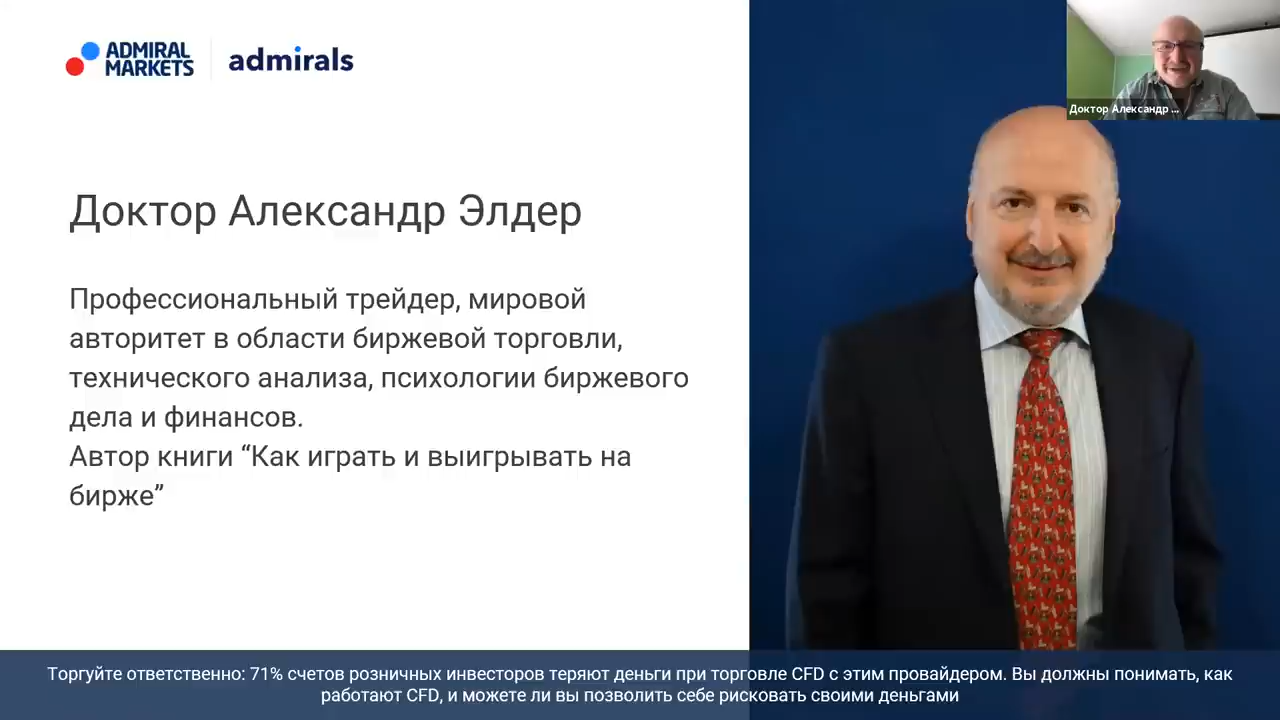 ADMIRAL
MARKETS
admirals
Доктор Александр ...
Доктор Александр Элдер
Профессиональный трейдер, мировой
авторитет в области биржевой торговли,
технического анализа, психологии биржевого
дела и финансов.
Автор книги “Как играть и выигрывать на
бирже”
Торгуйте ответственно: 71% счетов розничных инвесторов теряют деньги при торговле CFD с этим провайдером. Вы должны понимать, как
работают CFD, и можете ли вы позволить себе рисковать своими деньгами